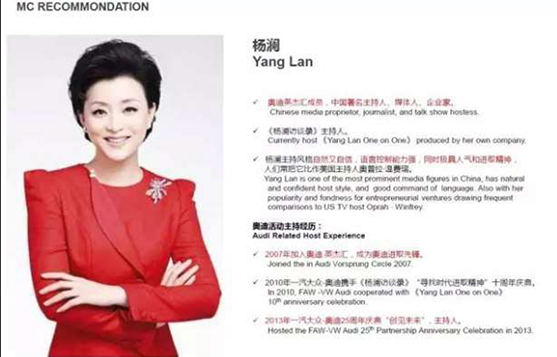 MC RECOMMONDATION
杨澜
Yang Lan
✓ 奥迪英杰汇成员,中国著名主持人、媒体人、企业家。
Chinese media proprietor, journalist, and talk show hostess.
✓ 《杨澜访谈录》主持人。
Currently host 《Yang Lan One on One》 produced by her own company.
✓ 杨澜主持风格自然又自信,语言控制能力强,同时极具人气和进取精神,
人们常把它比作美国主持人奥普拉·温弗瑞。
Yang Lan is one of the most prominent media figures in China, has natural
and confident host style, and good command of language. Also with her
popularity and fondness for entrepreneurial ventures drawing frequent
comparisons to US TV host Oprah · Winfrey.
奥迪活动主持经历:
Audi Related Host Experience
✓ 2007年加入奥迪 英杰汇,成为奥迪进取先锋。
Joined the in Audi Vorsprung Circle 2007.
✓ 2010年一汽大众-奥迪携手《杨澜访谈录》“寻找时代进取精神”十周年庆典。
In 2010, FAW -VW Audi cooperated with 《Yang Lan One on One》
10th anniversary celebration.
✓ 2013年一汽大众-奥迪25周年庆典“创见未来”,主持人。
Hosted the FAW-VW Audi 25th Partnership Anniversary Celebration in 2013.